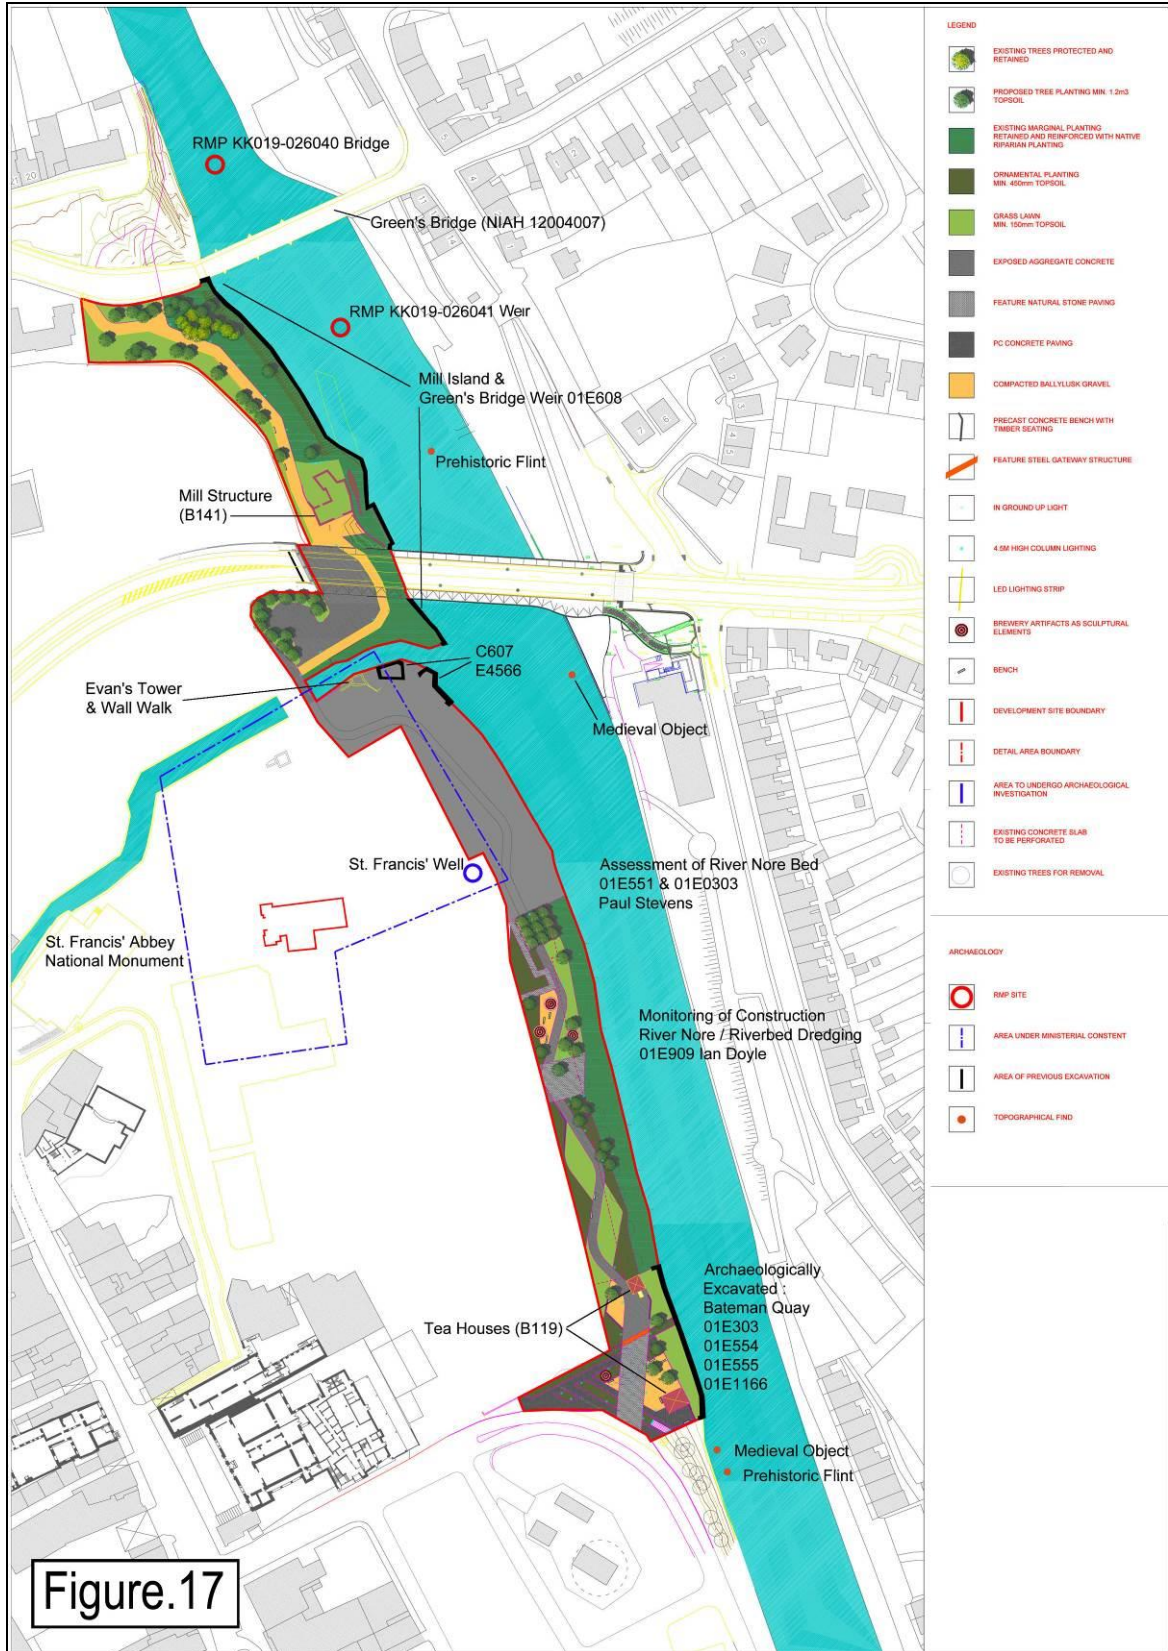 RMP KK019-026040 Bridge
Green's Bridge (NIAH 12004007)
RMP KK019-026041 Weir
Mill Island &
Green's Bridge Weir 01E608
Prehistoric Flint
Mill Structure
(B141)
C607
E4566
Evan's Tower
& Wall Walk
Medieval Object
St. Francis' Well
Assessment of River Nore Bed
01E551 & 01E0303
Paul Stevens
St. Francis' Abbey
National Monument
Monitoring of Construction
River Nore / Riverbed Dredging
01E909 Ian Doyle
Archaeologically
Excavated :
Bateman Quay
01E303
01E554
01E555
01E1166
Tea Houses (B119)
Medieval Object
Prehistoric Flint
Figure.17
LEGEND
EXISTING TREES PROTECTED AND
RETAINED
PROPOSED TREE PLANTING MIN. 1.2m3
TOPSOIL
EXISTING MARGINAL PLANTING
RETAINED AND REINFORCED WITH NATIVE
RIPARIAN PLANTING
ORNAMENTAL PLANTING
MIN. 450mm TOPSOIL
GRASS LAWN
MIN. 150mm TOPSOIL
EXPOSED AGGREGATE CONCRETE
FEATURE NATURAL STONE PAVING
PC CONCRETE PAVING
COMPACTED BALLYLUSK GRAVEL
PRECAST CONCRETE BENCH WITH
TIMBER SEATING
FEATURE STEEL GATEWAY STRUCTURE
IN GROUND UP LIGHT
4.5M HIGH COLUMN LIGHTING
LED LIGHTING STRIP
BREWERY ARTIFACTS AS SCULPTURAL
ELEMENTS
BENCH
DEVELOPMENT SITE BOUNDARY
DETAIL AREA BOUNDARY
AREA TO UNDERGO ARCHAEOLOGICAL
INVESTIGATION
EXISTING CONCRETE SLAB
TO BE PERFORATED
EXISTING TREES FOR REMOVAL
ARCHAEOLOGY
RMP SITE
AREA UNDER MINISTERIAL CONSTENT
AREA OF PREVIOUS EXCAVATION
TOPOGRAPHICAL FIND